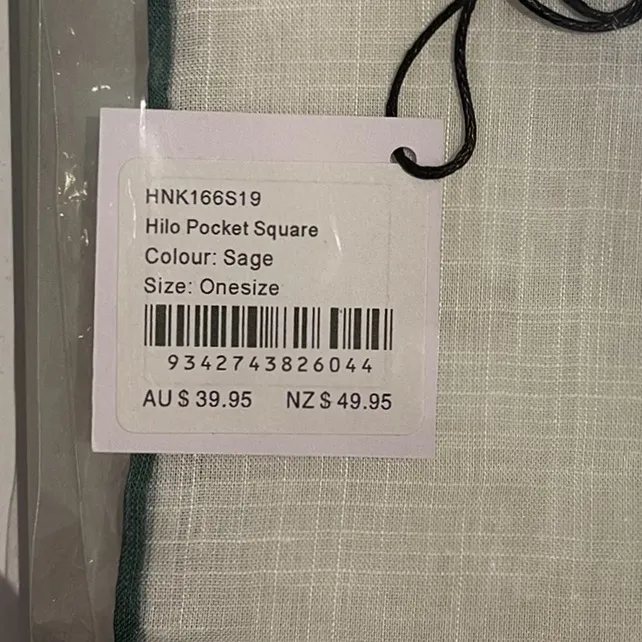 HNK166S19
Hilo Pocket Square
Colour: Sage
Size: Onesize
9342743826044
AU $ 39.95 NZ $ 49.95